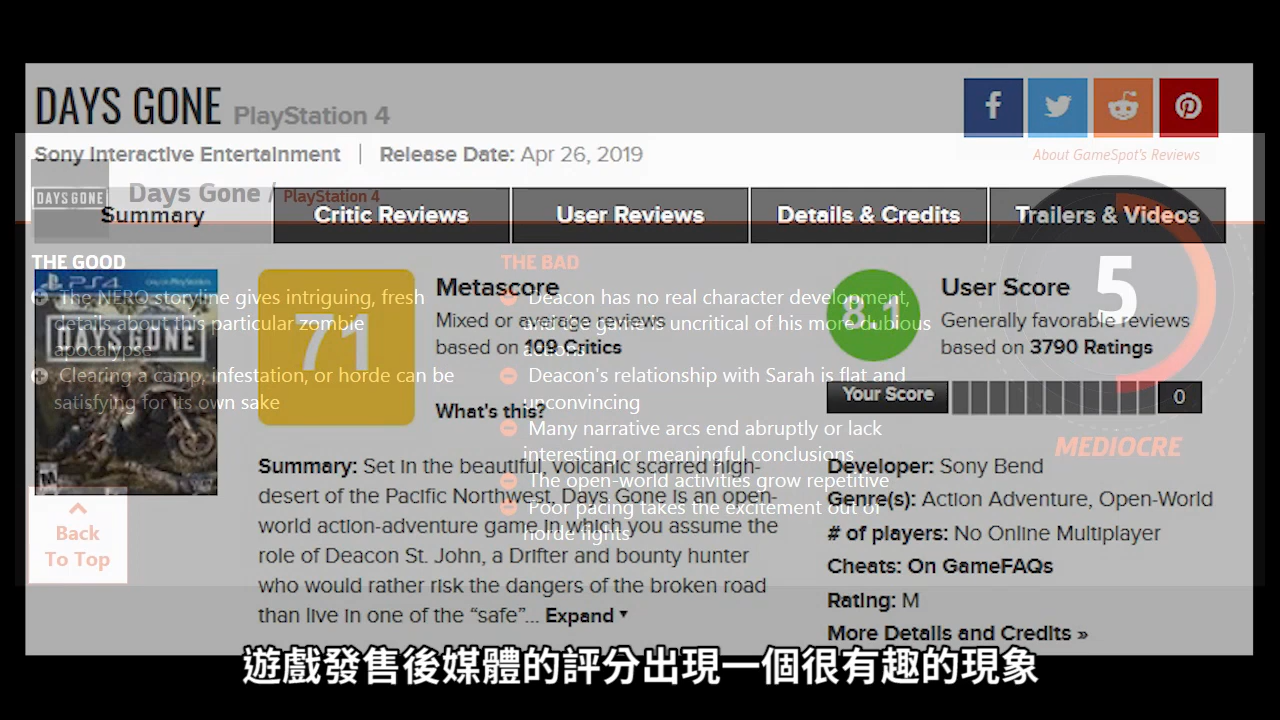 DAYS GONE PlayStation 4
Sony Interactive Entertainment | Release Date: Apr 26, 2019
About GameSpot's Reviews
DAYS GONE
Days Gone / PlayStation 4
Summary
Critic Reviews
User Reviews
Details & Credits
Trailers & Videos
THE GOOD
The NERO storyline gives intriguing, fresh
details about this particular zombie
apocalypse
Clearing a camp, infestation, or horde can be
satisfying for its own sake
THE BAD
Deacon has no real character development,
and the game is uncritical of his more dubious
actions
Deacon's relationship with Sarah is flat and
unconvincing
Many narrative arcs end abruptly or lack
interesting or meaningful conclusions
The open-world activities grow repetitive
Poor pacing takes the excitement out of
horde fights
5
MEDIOCRE
PS4
DAYS GONE
M
71
Metascore
Mixed or average reviews
based on 109 Critics
What's this?
8.1
User Score
Generally favorable reviews
based on 3790 Ratings
Your Score
0
Summary: Set in the beautiful, volcanic scarred high-
desert of the Pacific Northwest, Days Gone is an open-
world action-adventure game in which you assume the
role of Deacon St. John, a Drifter and bounty hunter
who would rather risk the dangers of the broken road
than live in one of the “safe”... Expand
Developer: Sony Bend
Genre(s): Action Adventure, Open-World
# of players: No Online Multiplayer
Cheats: On GameFAQs
Rating: M
More Details and Credits »
Back
To Top
遊戲發售後媒體的評分出現一個很有趣的現象